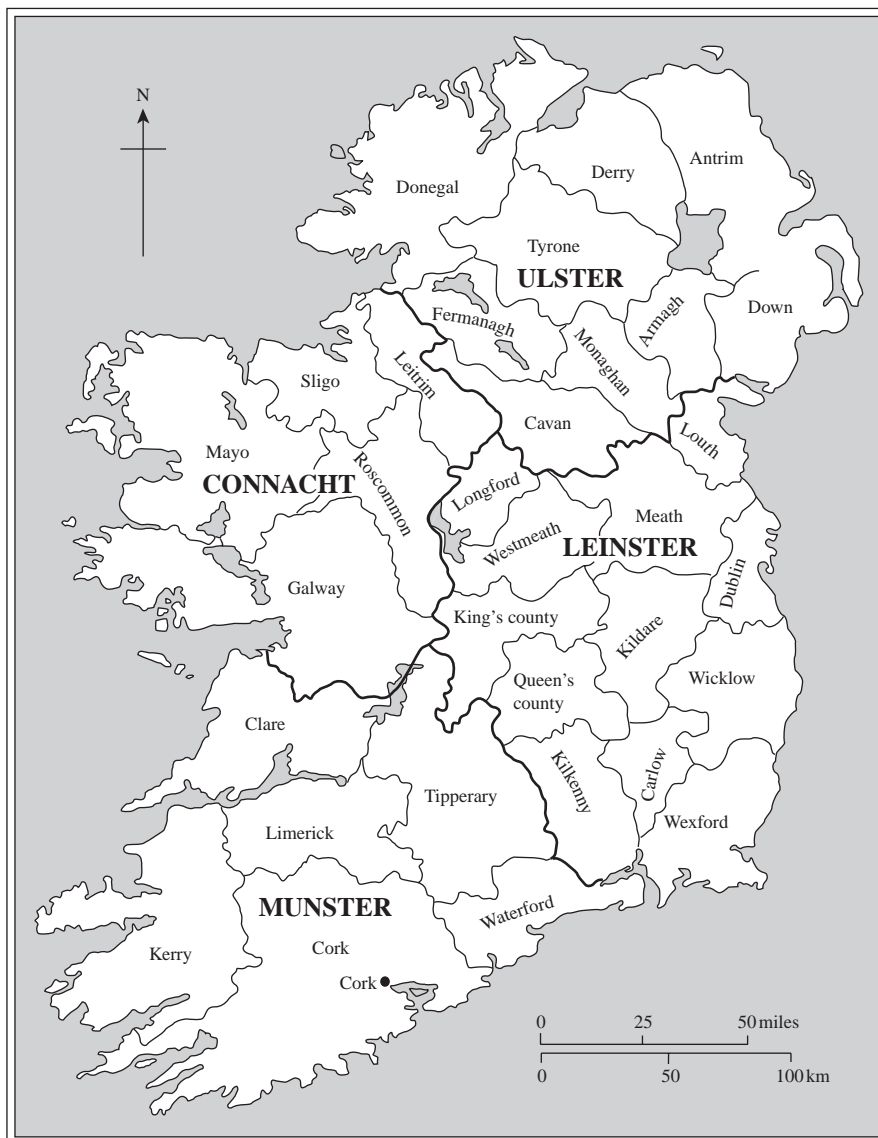 N
Donegal
Derry
Antrim
Tyrone
ULSTER
Fermanagh
Monaghan
Armagh
Down
Sligo
Leitrim
Cavan
Louth
Mayo
CONNACHT
Roscommon
Longford
Westmeath
Meath
LEINSTER
Dublin
Galway
King's county
Kildare
Queen's
county
Wicklow
Clare
Tipperary
Kilkenny
Carlow
Wexford
Limerick
MUNSTER
Waterford
Kerry
Cork
Cork
0 25 50 miles
0 50 100 km